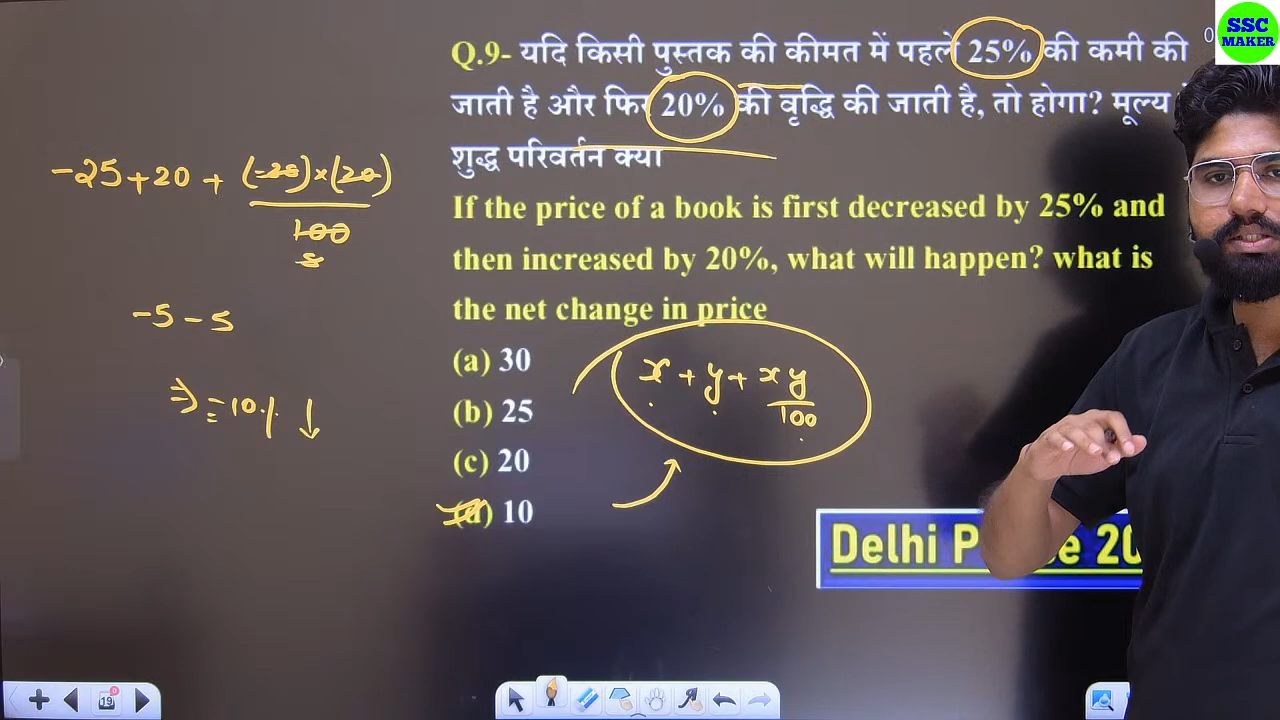 SSC
MAKER
Q.9- यदि किसी पुस्तक की कीमत में पहले 25% की कमी की
जाती है और फिर 20% की वृद्धि की जाती है, तो होगा? मूल्य
शुद्ध परिवर्तन क्या
If the price of a book is first decreased by 25% and
then increased by 20%, what will happen? what is
the net change in price
(a) 30
(b) 25
(c) 20
(d) 10
-25+20 + (-25)×(20)
100
5
-5-5
⇒ =10% ↓
x + y + xy
100
Delhi
19